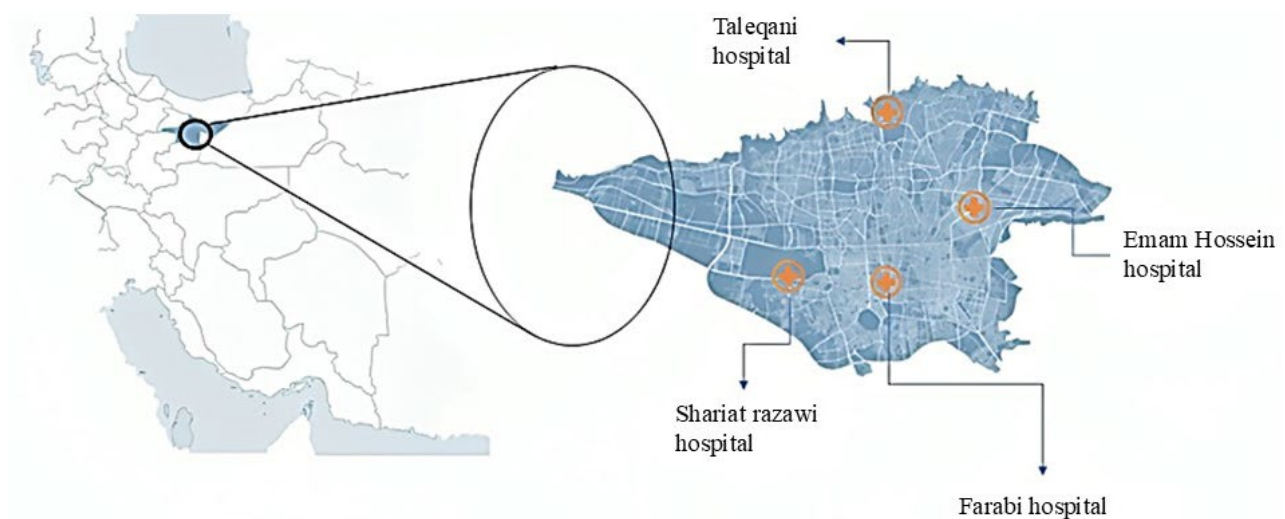 Taleqani
hospital
Emam Hossein
hospital
Shariat razawi
hospital
Farabi hospital